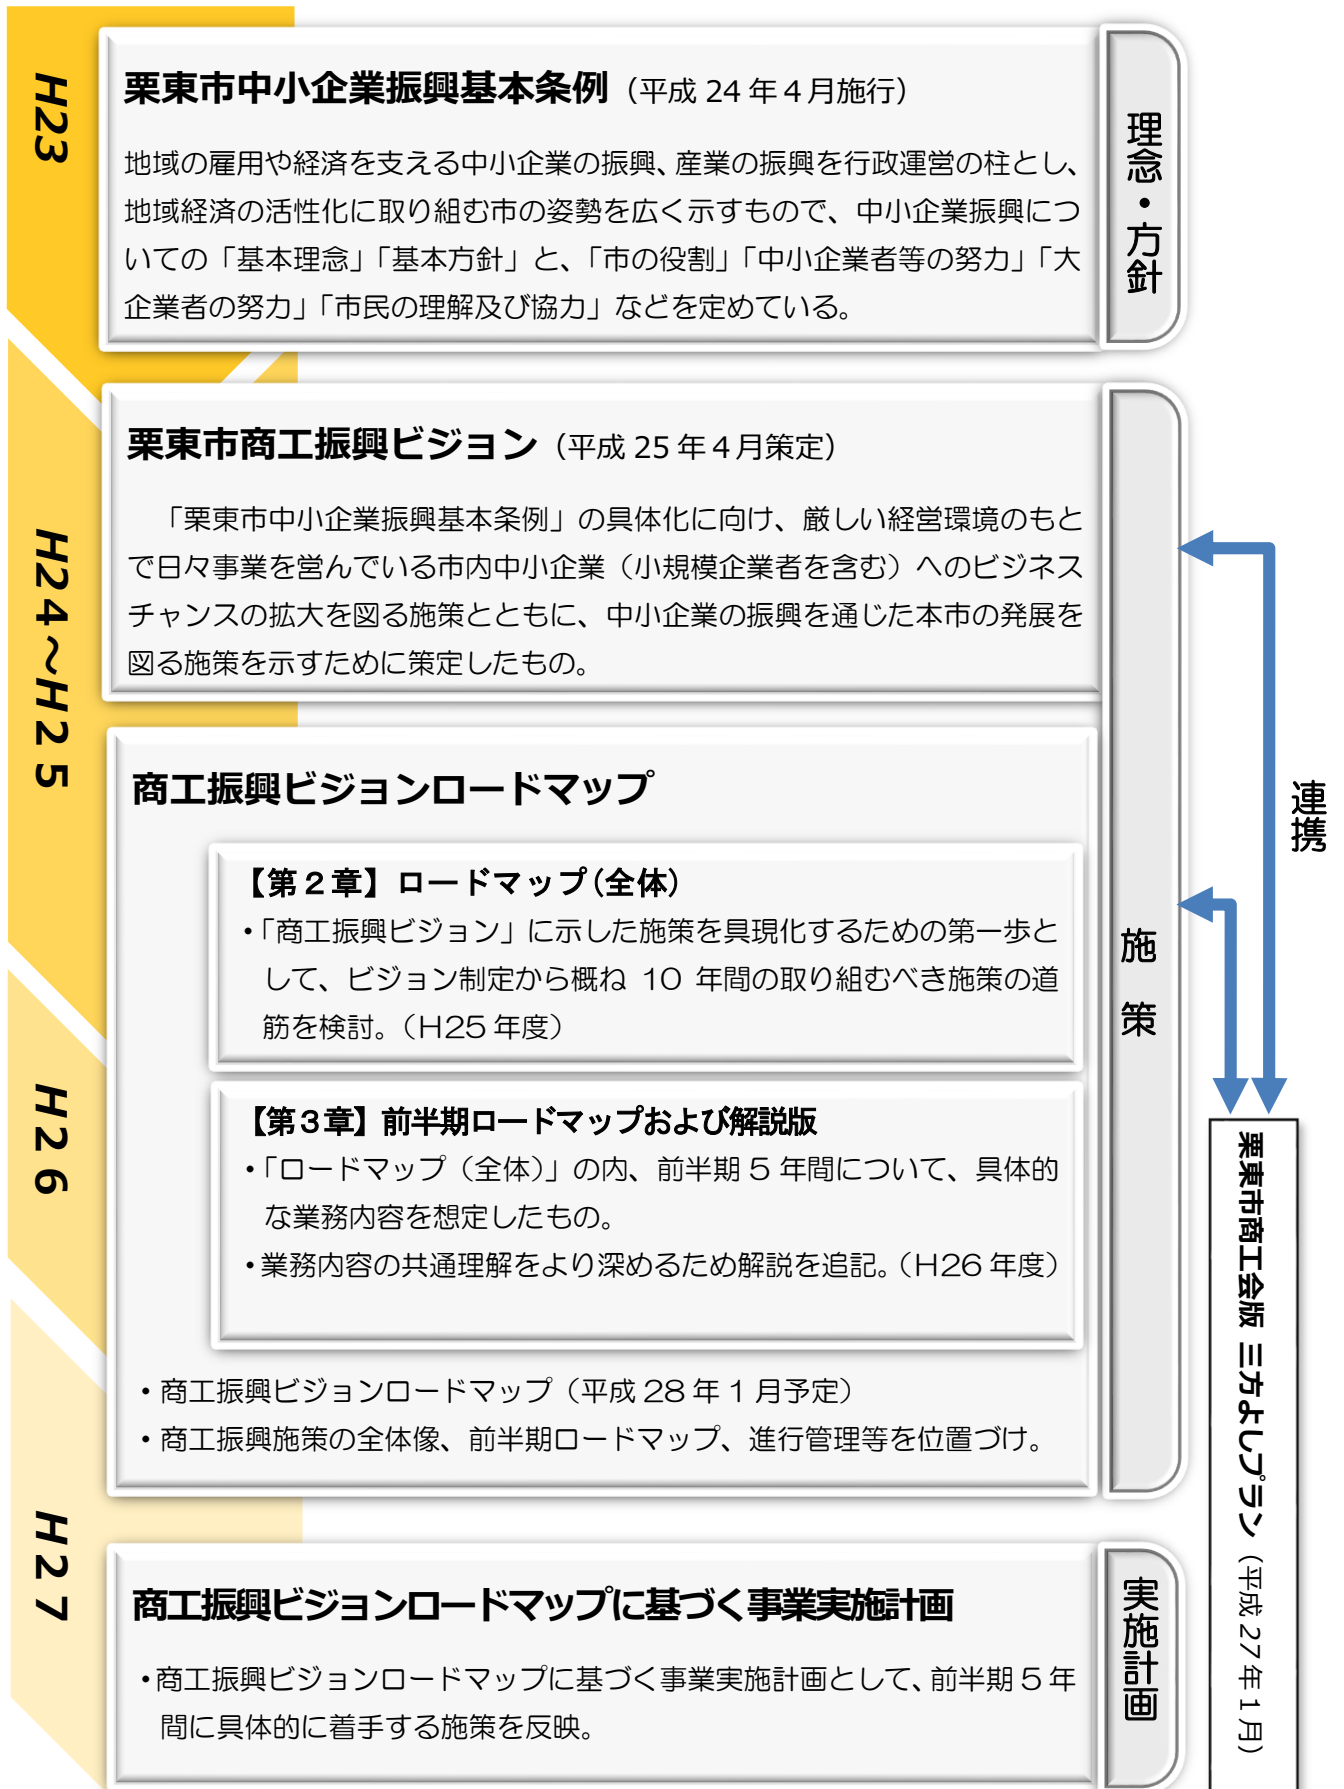 H23
栗東市中小企業振興基本条例（平成 24 年４月施行）
地域の雇用や経済を支える中小企業の振興、産業の振興を行政運営の柱とし、
地域経済の活性化に取り組む市の姿勢を広く示すもので、中小企業振興につ
いての「基本理念」「基本方針」と、「市の役割」「中小企業者等の努力」「大
企業者の努力」「市民の理解及び協力」などを定めている。
理念・方針
H24～H25
栗東市商工振興ビジョン（平成 25 年４月策定）
「栗東市中小企業振興基本条例」の具体化に向け、厳しい経営環境のもと
で日々事業を営んでいる市内中小企業（小規模企業者を含む）へのビジネス
チャンスの拡大を図る施策とともに、中小企業の振興を通じた本市の発展を
図る施策を示すために策定したもの。
商工振興ビジョンロードマップ
【第２章】ロードマップ(全体)
・「商工振興ビジョン」に示した施策を具現化するための第一歩と
して、ビジョン制定から概ね 10 年間の取り組むべき施策の道
筋を検討。（H25 年度）
H26
【第３章】前半期ロードマップおよび解説版
・「ロードマップ（全体）」の内、前半期 5 年間について、具体的
な業務内容を想定したもの。
・業務内容の共通理解をより深めるため解説を追記。（H26 年度）
・商工振興ビジョンロードマップ（平成 28 年 1 月予定）
・商工振興施策の全体像、前半期ロードマップ、進行管理等を位置づけ。
施策
連携
栗東市商工会版 三方よしプラン（平成 27 年 1 月）
H27
商工振興ビジョンロードマップに基づく事業実施計画
・商工振興ビジョンロードマップに基づく事業実施計画として、前半期 5 年
間に具体的に着手する施策を反映。
実施計画